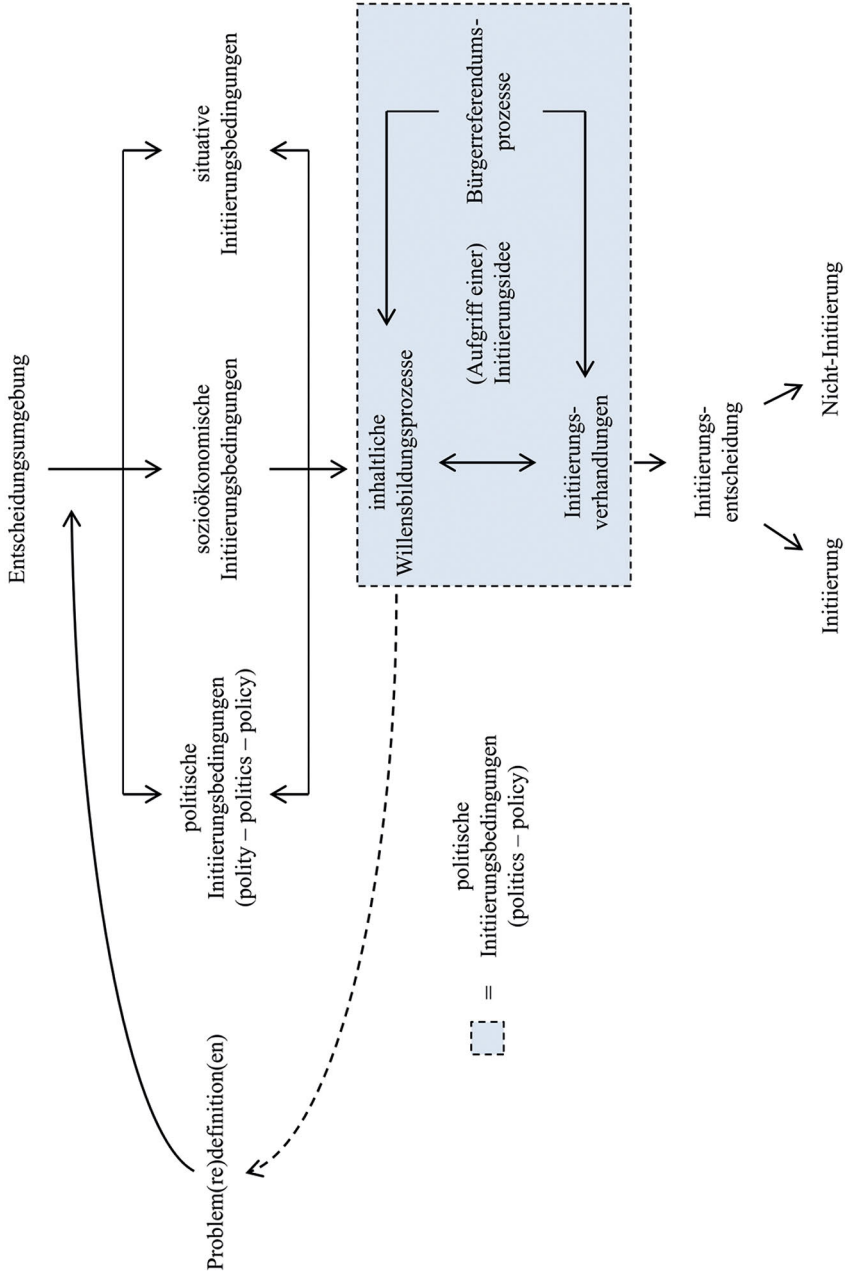 Entscheidungsumgebung
politische
Initiierungsbedingungen
(polity – politics – policy)
sozioökonomische
Initiierungsbedingungen
situative
Initiierungsbedingungen
Problem(re)definition(en)
inhaltliche
Willensbildungsprozesse
(Aufgriff einer)
Initiierungsidee
Bürgerreferendums-
prozesse
Initiierungs-
verhandlungen
=
politische
Initiierungsbedingungen
(politics – policy)
Initiierungs-
entscheidung
Initiierung
Nicht-Initiierung